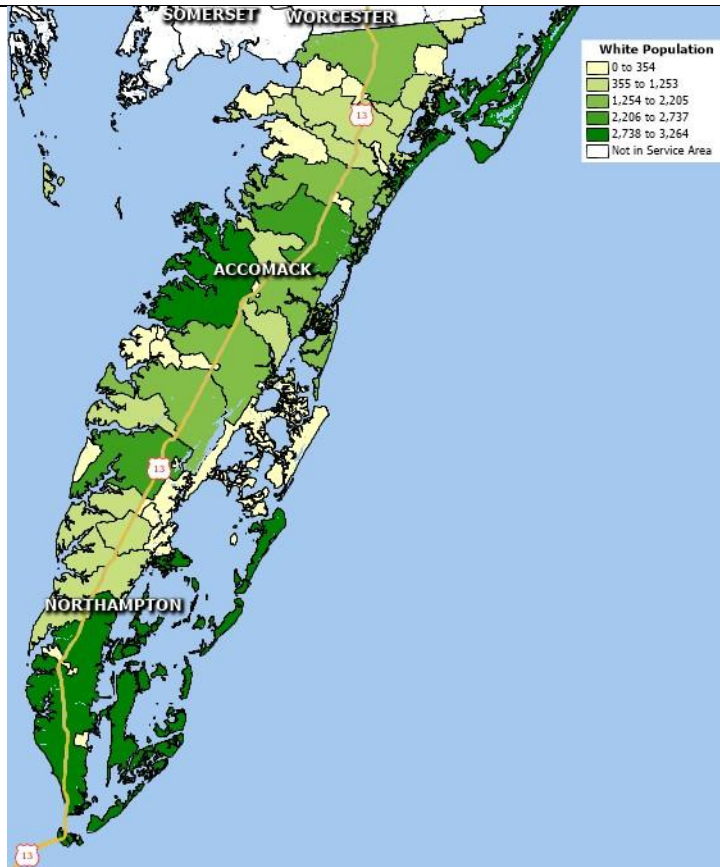 SOMERSET
WORCESTER
White Population
0 to 354
355 to 1,253
1,254 to 2,205
2,206 to 2,737
2,738 to 3,264
Not in Service Area
13
ACCOMACK
13
NORTHAMPTON
13